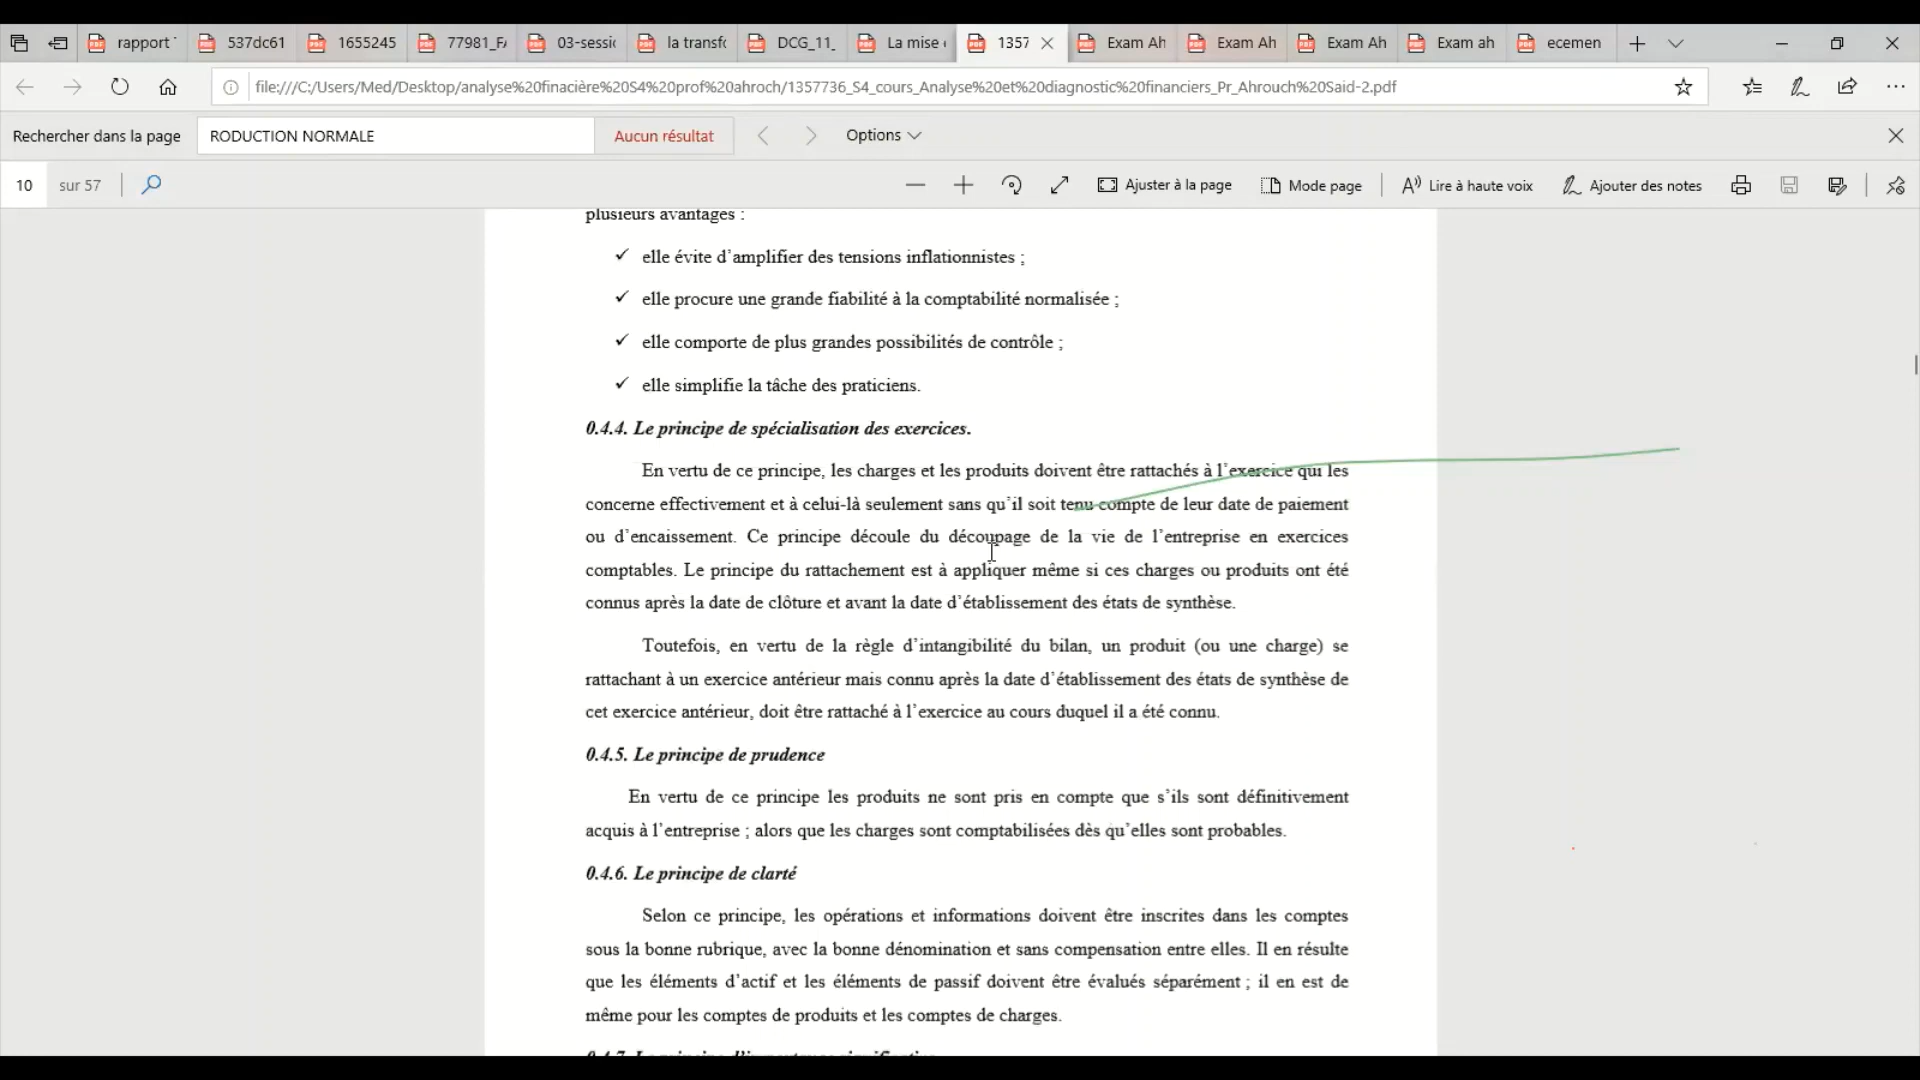 rapport
537dc61
1655245
77981_FA
03-sessio
la transfo
DCG_11_
La mise
1357
Exam Ah
Exam Ah
Exam Ah
Exam ah
ecemen
file:///C:/Users/Med/Desktop/analyse%20finacière%20S4%20prof%20ahroch/1357736_S4_cours_Analyse%20et%20diagnostic%20financiers_Pr_Ahrouch%20Said-2.pdf
Rechercher dans la page RODUCTION NORMALE Aucun résultat Options
10 sur 57 Ajuster à la page Mode page Lire à haute voix Ajouter des notes
plusieurs avantages :
✓ elle évite d’amplifier des tensions inflationnistes ;
✓ elle procure une grande fiabilité à la comptabilité normalisée ;
✓ elle comporte de plus grandes possibilités de contrôle ;
✓ elle simplifie la tâche des praticiens.
0.4.4. Le principe de spécialisation des exercices.
En vertu de ce principe, les charges et les produits doivent être rattachés à l’exercice qui les
concerne effectivement et à celui-là seulement sans qu’il soit tenu compte de leur date de paiement
ou d’encaissement. Ce principe découle du découpage de la vie de l’entreprise en exercices
comptables. Le principe du rattachement est à appliquer même si ces charges ou produits ont été
connus après la date de clôture et avant la date d’établissement des états de synthèse.
Toutefois, en vertu de la règle d’intangibilité du bilan, un produit (ou une charge) se
rattachant à un exercice antérieur mais connu après la date d’établissement des états de synthèse de
cet exercice antérieur, doit être rattaché à l’exercice au cours duquel il a été connu.
0.4.5. Le principe de prudence
En vertu de ce principe les produits ne sont pris en compte que s’ils sont définitivement
acquis à l’entreprise ; alors que les charges sont comptabilisées dès qu’elles sont probables.
0.4.6. Le principe de clarté
Selon ce principe, les opérations et informations doivent être inscrites dans les comptes
sous la bonne rubrique, avec la bonne dénomination et sans compensation entre elles. Il en résulte
que les éléments d’actif et les éléments de passif doivent être évalués séparément ; il en est de
même pour les comptes de produits et les comptes de charges.